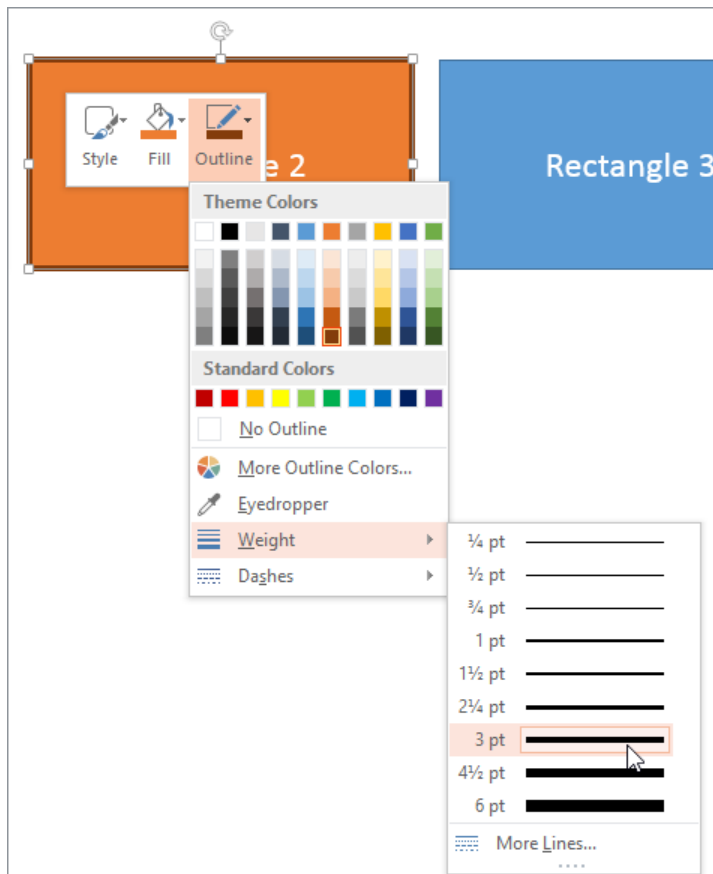 Style Fill Outline
e 2
Rectangle 3
Theme Colors
Standard Colors
No Outline
More Outline Colors...
Eyedropper
Weight
Dashes
¼ pt
½ pt
¾ pt
1 pt
1½ pt
2¼ pt
3 pt
4½ pt
6 pt
More Lines...